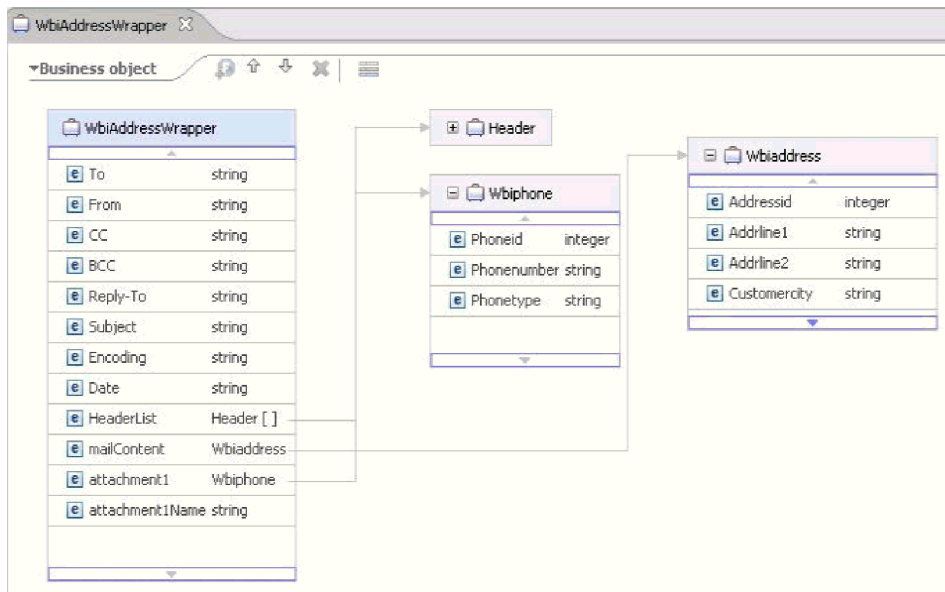 WbiAddressWrapper
Business object
WbiAddressWrapper
e To string
e From string
e CC string
e BCC string
e Reply-To string
e Subject string
e Encoding string
e Date string
e HeaderList Header [ ]
e mailContent Wbiaddress
e attachment1 Wbiphone
e attachment1Name string
Header
Wbiphone
e Phoneid integer
e Phonenumber string
e Phonetype string
Wbiaddress
e Addressid integer
e Addrline1 string
e Addrline2 string
e Customercity string